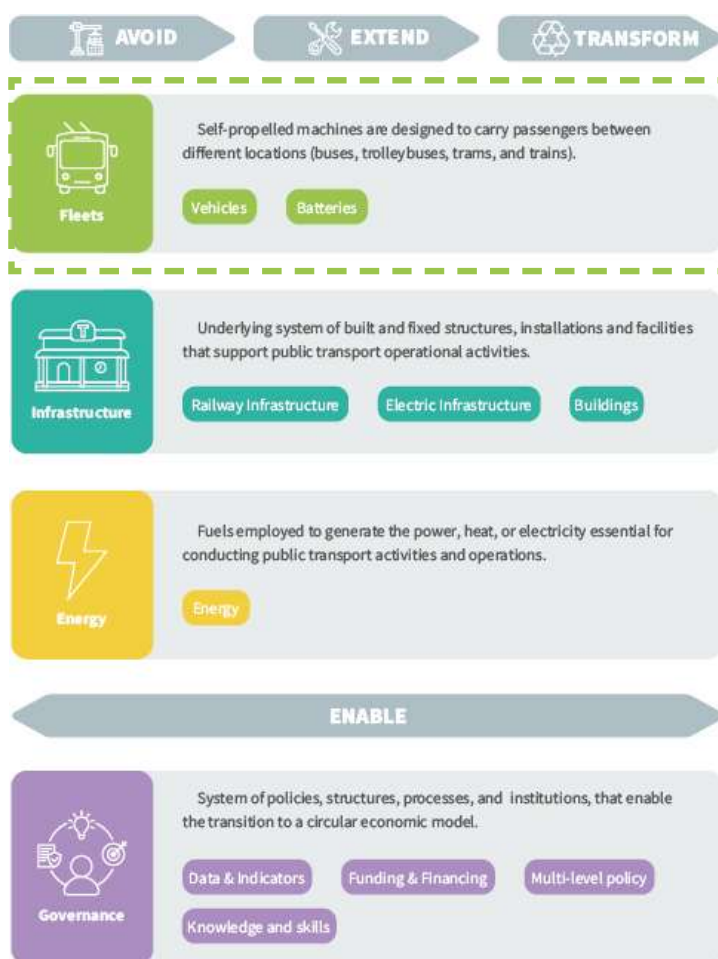 AVOID
EXTEND
TRANSFORM
Self-propelled machines are designed to carry passengers between
different locations (buses, trolleybuses, trams, and trains).
Fleets
Vehicles
Batteries
T
Underlying system of built and fixed structures, installations and facilities
that support public transport operational activities.
Infrastructure
Railway Infrastructure
Electric Infrastructure
Buildings
Fuels employed to generate the power, heat, or electricity essential for
conducting public transport activities and operations.
Energy
Energy
ENABLE
System of policies, structures, processes, and institutions, that enable
the transition to a circular economic model.
Governance
Data & Indicators
Funding & Financing
Multi-level policy
Knowledge and skills